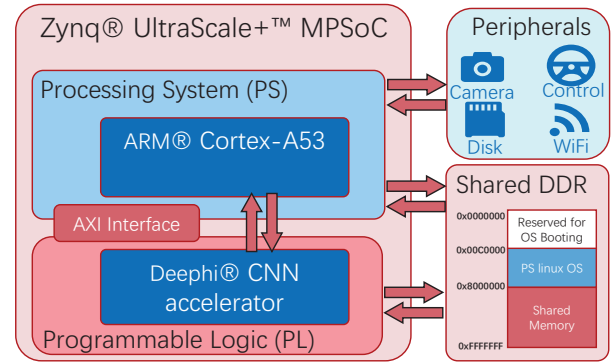 Zynq® UltraScale+™ MPSoC
Processing System (PS)
ARM® Cortex-A53
AXI Interface
Deephi® CNN
accelerator
Programmable Logic (PL)
Peripherals
Camera
Control
Disk
WiFi
Shared DDR
0x0000000
Reserved for
OS Booting
0x00C0000
PS linux OS
0x8000000
Shared
Memory
0xFFFFFFF